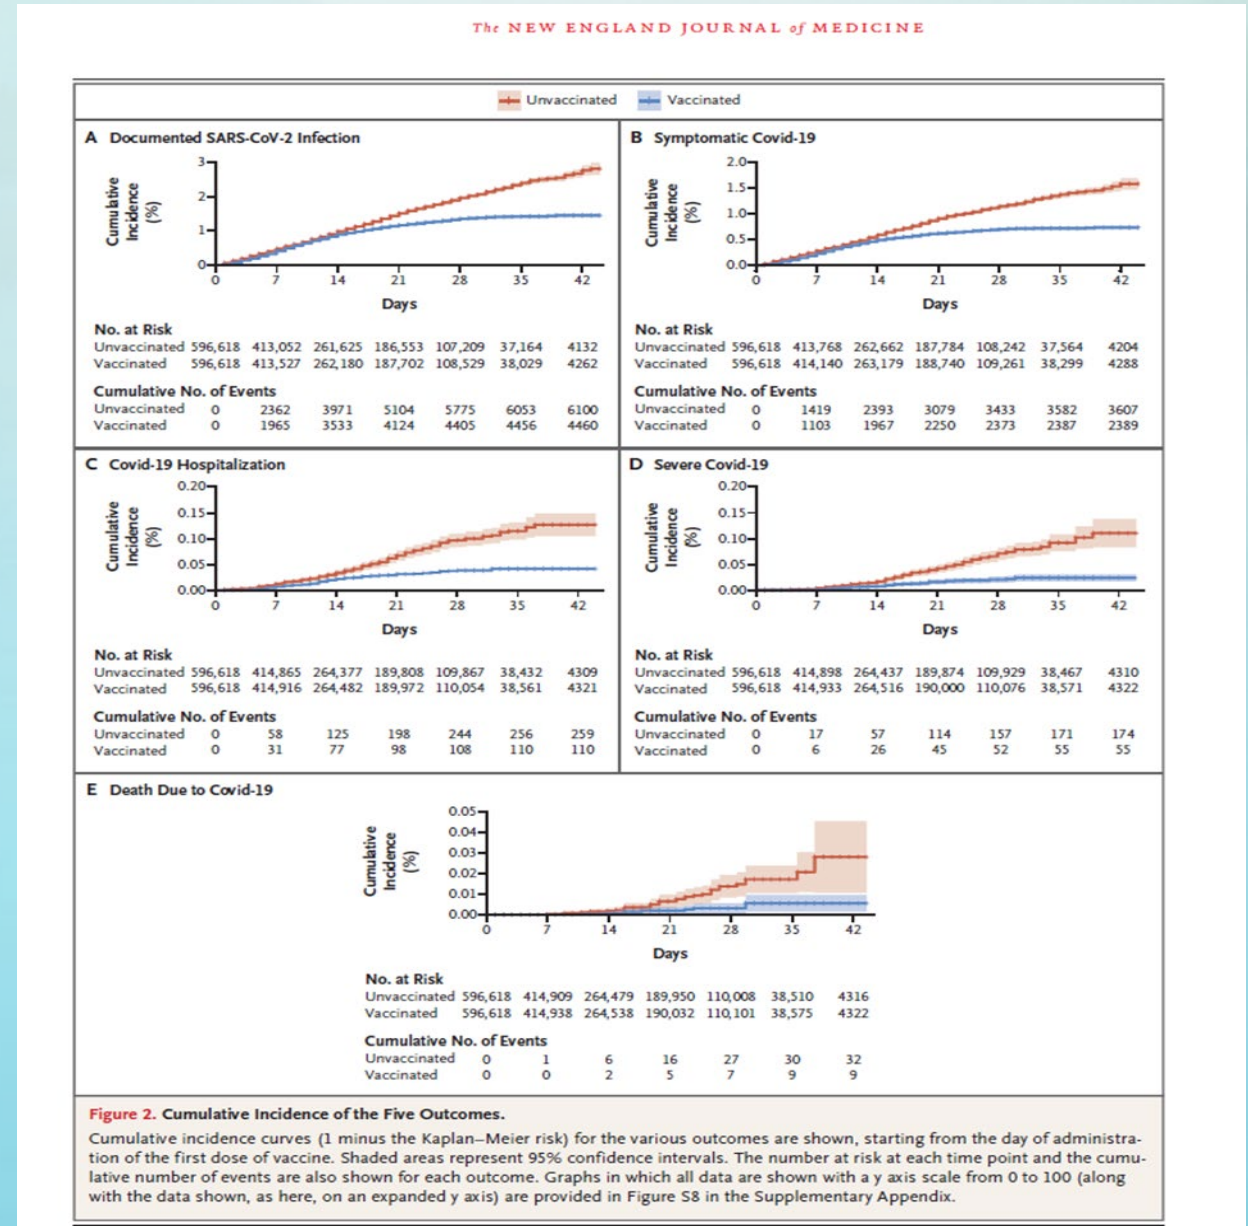 The NEW ENGLAND JOURNAL of MEDICINE
Unvaccinated Vaccinated
A Documented SARS-CoV-2 Infection
Cumulative
Incidence
(%)
3
2
1
0
0 7 14 21 28 35 42
Days
No. at Risk
Unvaccinated 596,618 413,052 261,625 186,553 107,209 37,164 4132
Vaccinated 596,618 413,527 262,180 187,702 108,529 38,029 4262
Cumulative No. of Events
Unvaccinated 0 2362 3971 5104 5775 6053 6100
Vaccinated 0 1965 3533 4124 4405 4456 4460
B Symptomatic Covid-19
Cumulative
Incidence
(%)
2.0
1.5
1.0
0.5
0.0
0 7 14 21 28 35 42
Days
No. at Risk
Unvaccinated 596,618 413,768 262,662 187,784 108,242 37,564 4204
Vaccinated 596,618 414,140 263,179 188,740 109,261 38,299 4288
Cumulative No. of Events
Unvaccinated 0 1419 2393 3079 3433 3582 3607
Vaccinated 0 1103 1967 2250 2373 2387 2389
C Covid-19 Hospitalization
Cumulative
Incidence
(%)
0.20
0.15
0.10
0.05
0.00
0 7 14 21 28 35 42
Days
No. at Risk
Unvaccinated 596,618 414,865 264,377 189,808 109,867 38,432 4309
Vaccinated 596,618 414,916 264,482 189,972 110,054 38,561 4321
Cumulative No. of Events
Unvaccinated 0 58 125 198 244 256 259
Vaccinated 0 31 77 98 108 110 110
D Severe Covid-19
Cumulative
Incidence
(%)
0.20
0.15
0.10
0.05
0.00
0 7 14 21 28 35 42
Days
No. at Risk
Unvaccinated 596,618 414,898 264,437 189,874 109,929 38,467 4310
Vaccinated 596,618 414,933 264,516 190,000 110,076 38,571 4322
Cumulative No. of Events
Unvaccinated 0 17 57 114 157 171 174
Vaccinated 0 6 26 45 52 55 55
E Death Due to Covid-19
Cumulative
Incidence
(%)
0.05
0.04
0.03
0.02
0.01
0.00
0 7 14 21 28 35 42
Days
No. at Risk
Unvaccinated 596,618 414,909 264,479 189,950 110,008 38,510 4316
Vaccinated 596,618 414,938 264,538 190,032 110,101 38,575 4322
Cumulative No. of Events
Unvaccinated 0 1 6 16 27 30 32
Vaccinated 0 0 2 5 7 9 9
Figure 2. Cumulative Incidence of the Five Outcomes.
Cumulative incidence curves (1 minus the Kaplan–Meier risk) for the various outcomes are shown, starting from the day of administra-
tion of the first dose of vaccine. Shaded areas represent 95% confidence intervals. The number at risk at each time point and the cumu-
lative number of events are also shown for each outcome. Graphs in which all data are shown with a y axis scale from 0 to 100 (along
with the data shown, as here, on an expanded y axis) are provided in Figure S8 in the Supplementary Appendix.